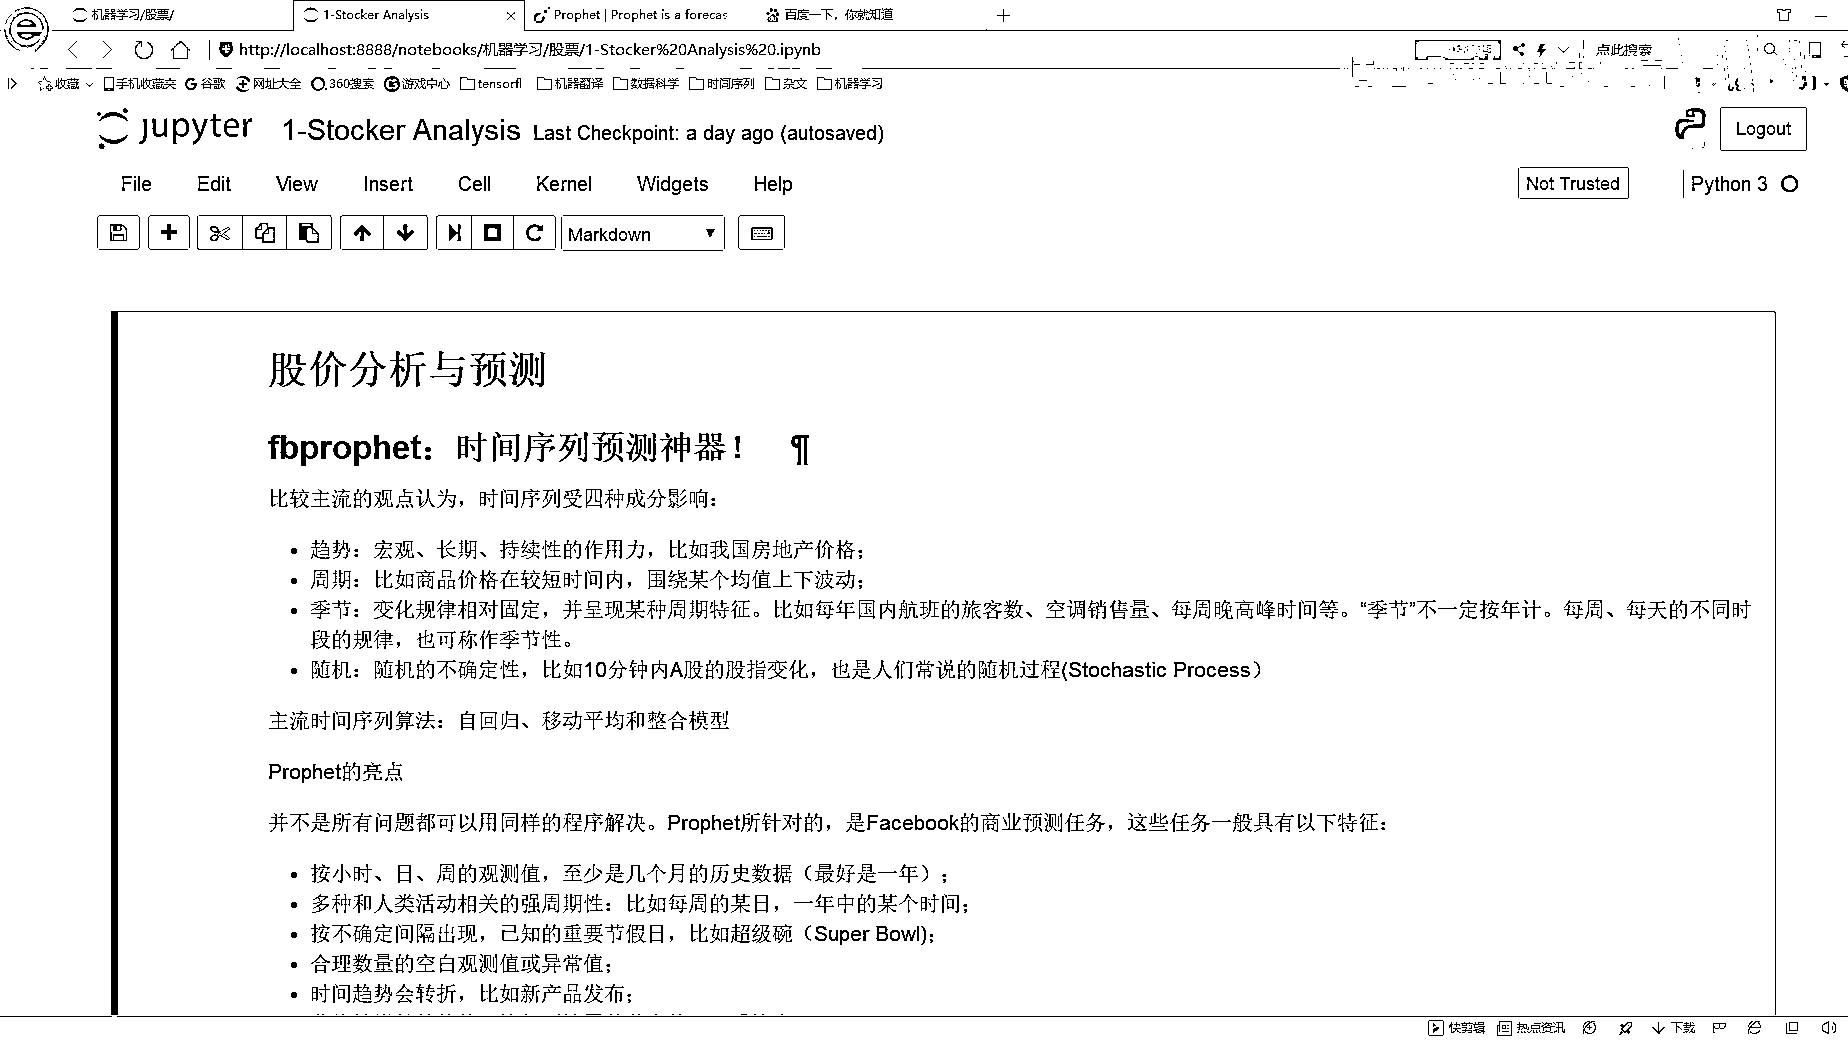 机器学习/股票/
1-Stocker Analysis
Prophet | Prophet is a forecas
百度一下，你就知道
http://localhost:8888/notebooks/机器学习/股票/1-Stocker%20Analysis%20.ipynb
点此搜索
收藏 手机收藏夹 谷歌 网址大全 360搜索 游戏中心 tensorfl 机器翻译 数据科学 时间序列 杂文 机器学习
jupyter 1-Stocker Analysis Last Checkpoint: a day ago (autosaved)
Logout
File Edit View Insert Cell Kernel Widgets Help
Not Trusted
Python 3
Markdown
股价分析与预测
fbprophet：时间序列预测神器！ ¶
比较主流的观点认为，时间序列受四种成分影响：
• 趋势：宏观、长期、持续性的作用力，比如我国房地产价格；
• 周期：比如商品价格在较短时间内，围绕某个均值上下波动；
• 季节：变化规律相对固定，并呈现某种周期特征。比如每年国内航班的旅客数、空调销售量、每周晚高峰时间等。“季节”不一定按年计。每周、每天的不同时
段的规律，也可称作季节性。
• 随机：随机的不确定性，比如10分钟内A股的股指变化，也是人们常说的随机过程(Stochastic Process）
主流时间序列算法：自回归、移动平均和整合模型
Prophet的亮点
并不是所有问题都可以用同样的程序解决。Prophet所针对的，是Facebook的商业预测任务，这些任务一般具有以下特征：
• 按小时、日、周的观测值，至少是几个月的历史数据（最好是一年）；
• 多种和人类活动相关的强周期性：比如每周的某日，一年中的某个时间；
• 按不确定间隔出现，已知的重要节假日，比如超级碗（Super Bowl)；
• 合理数量的空白观测值或异常值；
• 时间趋势会转折，比如新产品发布；
快剪辑 热点资讯 下载